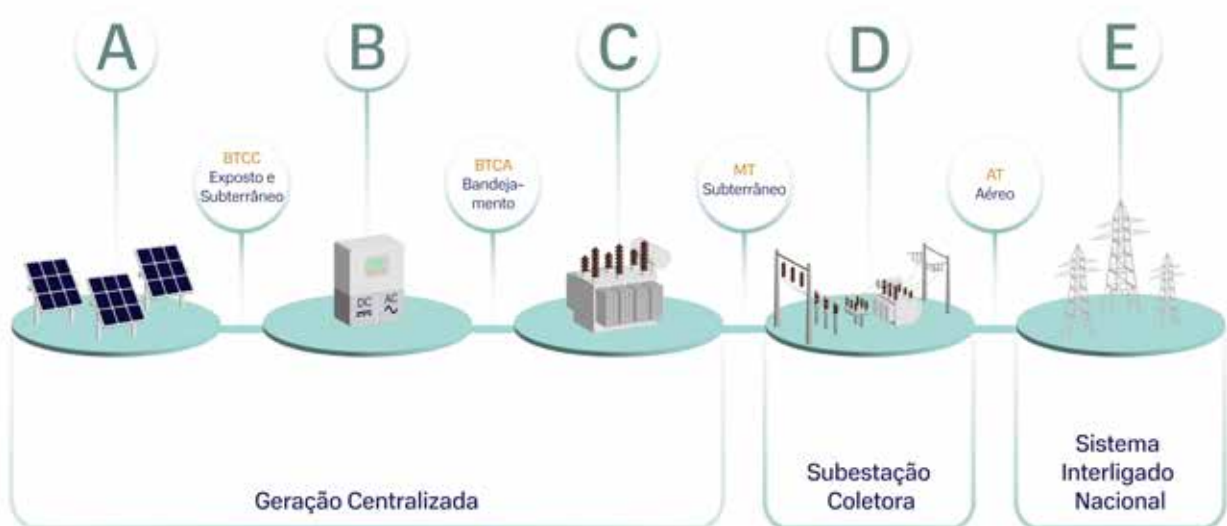 A
B
C
D
E
BTCC
Exposto e
Subterrâneo
BTCA
Bandeja-
mento
MT
Subterrâneo
AT
Aéreo
DC
AC
Geração Centralizada
Subestação
Coletora
Sistema
Interligado
Nacional